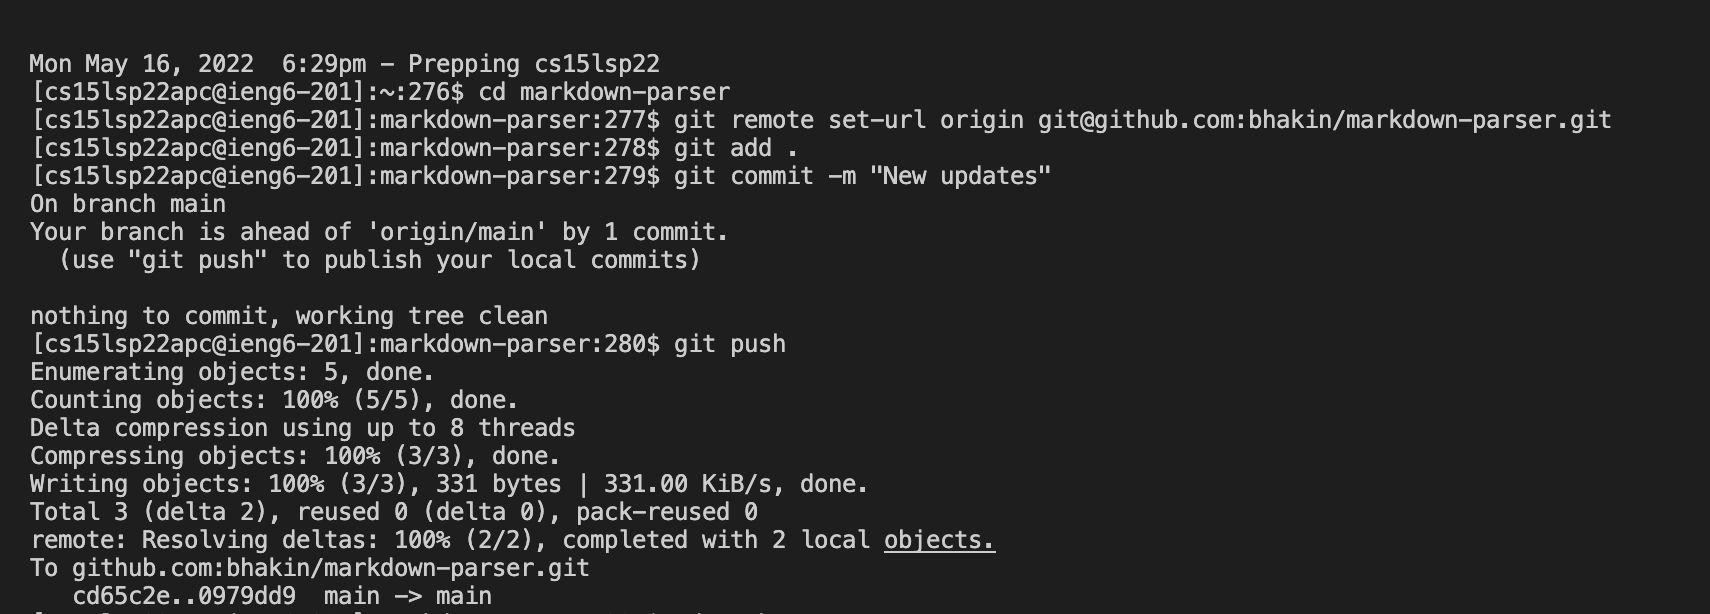 Mon May 16, 2022  6:29pm - Prepping cs15lsp22
[cs15lsp22apc@ieng6-201]:~:276$ cd markdown-parser
[cs15lsp22apc@ieng6-201]:markdown-parser:277$ git remote set-url origin git@github.com:bhakin/markdown-parser.git
[cs15lsp22apc@ieng6-201]:markdown-parser:278$ git add .
[cs15lsp22apc@ieng6-201]:markdown-parser:279$ git commit -m "New updates"
On branch main
Your branch is ahead of 'origin/main' by 1 commit.
  (use "git push" to publish your local commits)

nothing to commit, working tree clean
[cs15lsp22apc@ieng6-201]:markdown-parser:280$ git push
Enumerating objects: 5, done.
Counting objects: 100% (5/5), done.
Delta compression using up to 8 threads
Compressing objects: 100% (3/3), done.
Writing objects: 100% (3/3), 331 bytes | 331.00 KiB/s, done.
Total 3 (delta 2), reused 0 (delta 0), pack-reused 0
remote: Resolving deltas: 100% (2/2), completed with 2 local objects.
To github.com:bhakin/markdown-parser.git
   cd65c2e..0979dd9  main -> main